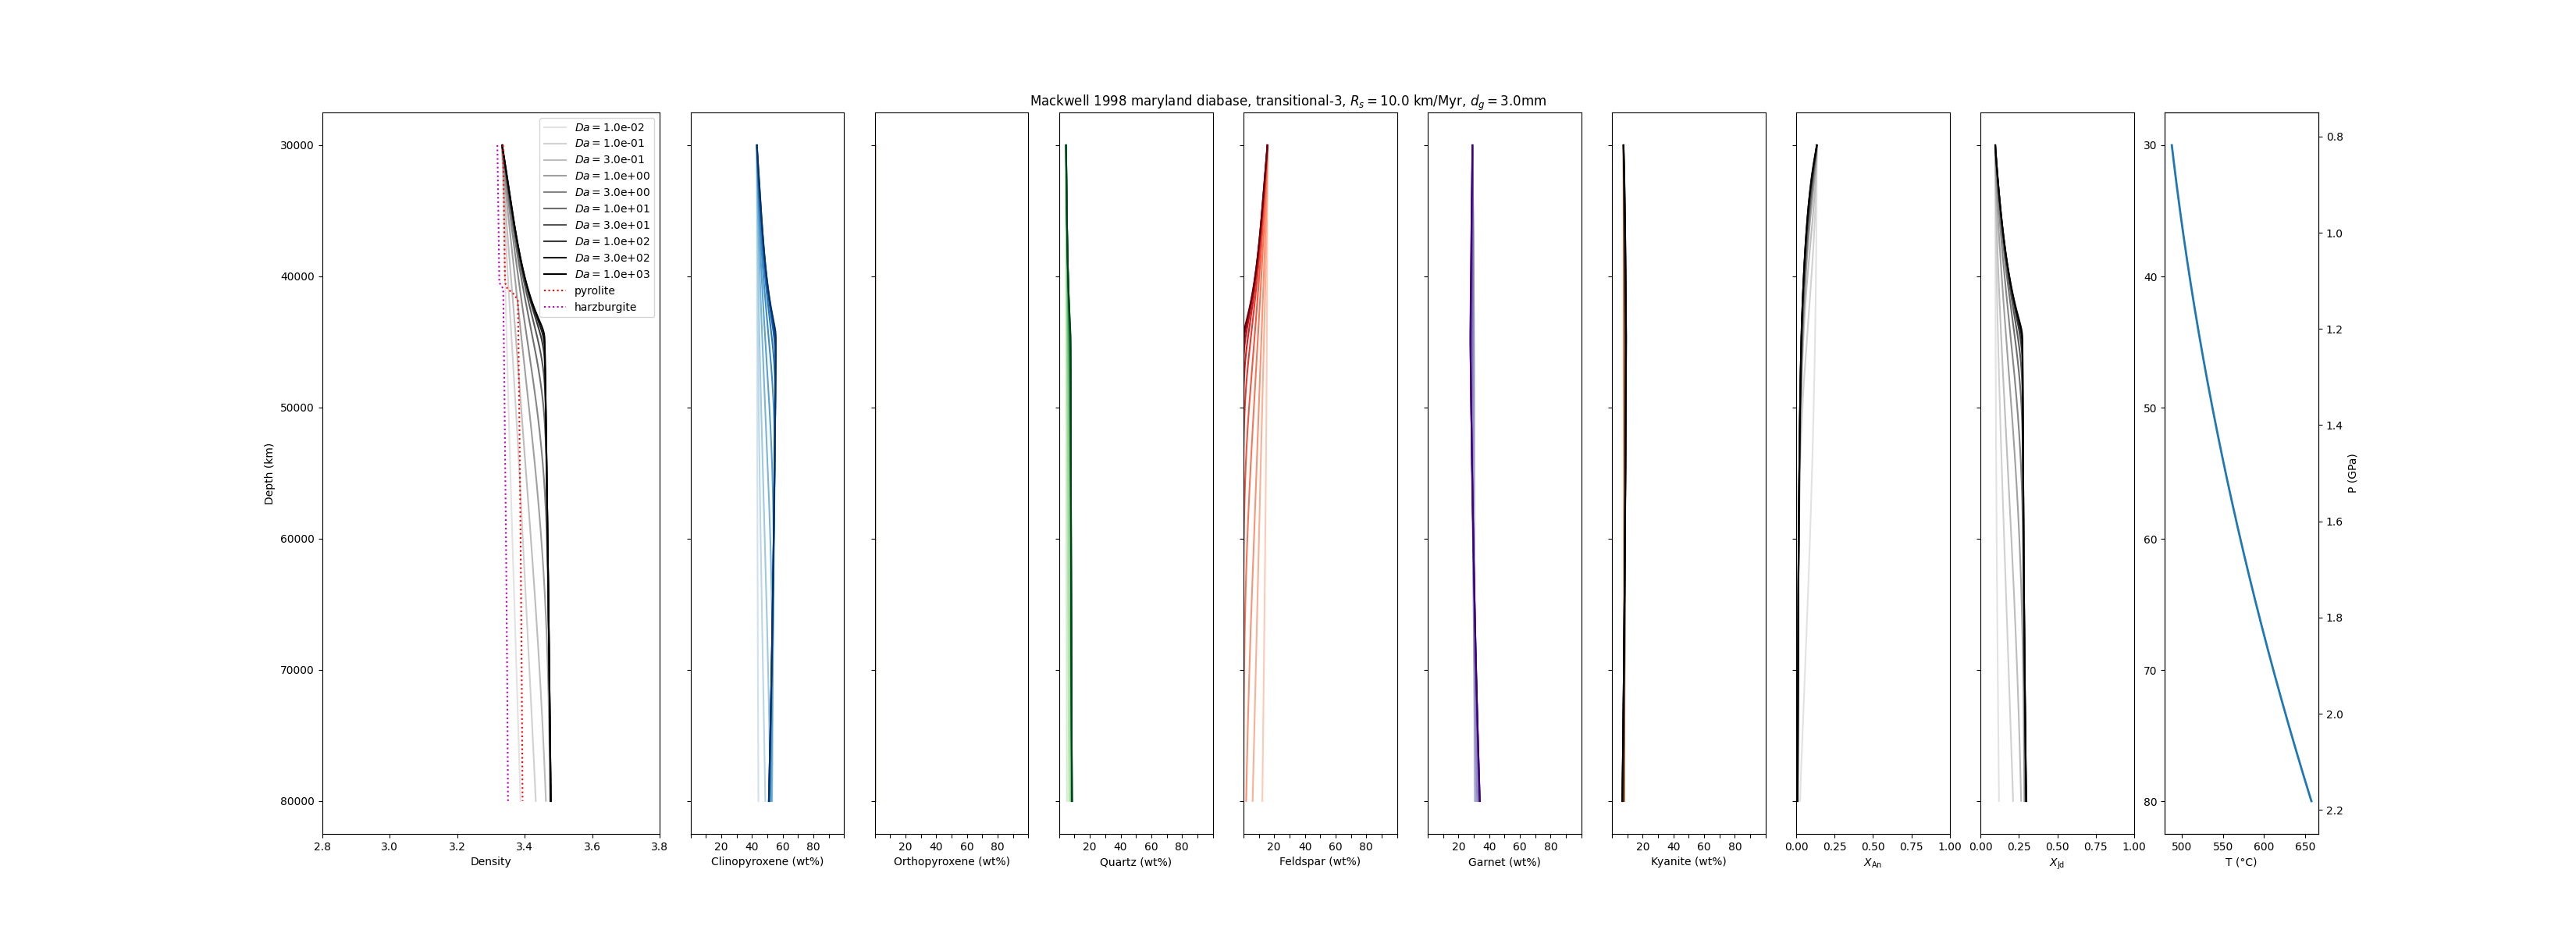 Mackwell 1998 maryland diabase, transitional-3, R_s = 10.0 km/Myr, d_g = 3.0mm
Da = 1.0e-02
Da = 1.0e-01
Da = 3.0e-01
Da = 1.0e+00
Da = 3.0e+00
Da = 1.0e+01
Da = 3.0e+01
Da = 1.0e+02
Da = 3.0e+02
Da = 1.0e+03
pyrolite
harzburgite
Depth (km)
30000
40000
50000
60000
70000
80000
2.8 3.0 3.2 3.4 3.6 3.8
Density
20 40 60 80
Clinopyroxene (wt%)
20 40 60 80
Orthopyroxene (wt%)
20 40 60 80
Quartz (wt%)
20 40 60 80
Feldspar (wt%)
20 40 60 80
Garnet (wt%)
20 40 60 80
Kyanite (wt%)
0.00 0.25 0.50 0.75 1.00
X_An
0.00 0.25 0.50 0.75 1.00
X_Jd
30
40
50
60
70
80
500 550 600 650
T (°C)
0.8
1.0
1.2
1.4
1.6
1.8
2.0
2.2
P (GPa)